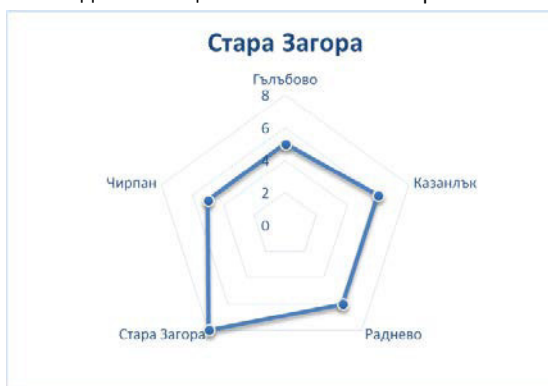 Стара Загора
Гълъбово
8
6
4
2
0
Чирпан
Казанлък
Стара Загора
Раднево